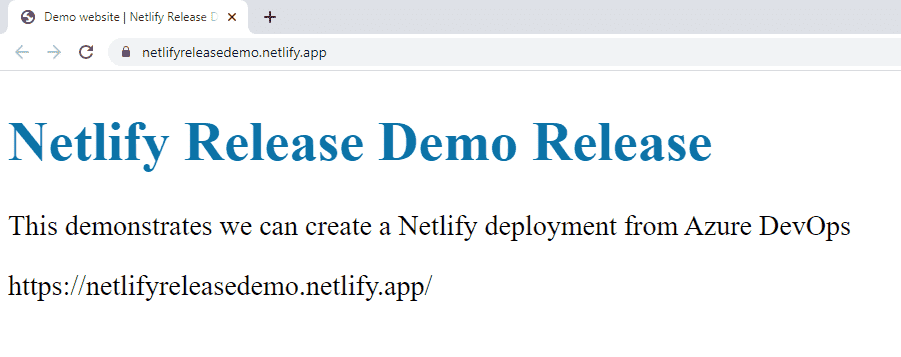 Demo website | Netlify Release D
netlifyreleasedemo.netlify.app
Netlify Release Demo Release
This demonstrates we can create a Netlify deployment from Azure DevOps
https://netlifyreleasedemo.netlify.app/